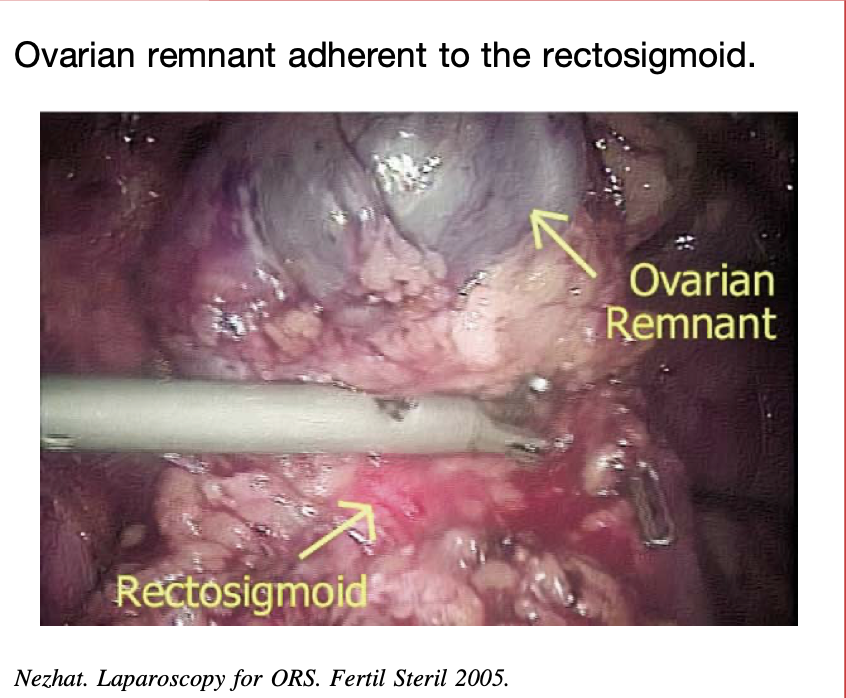 Ovarian remnant adherent to the rectosigmoid.
Ovarian
Remnant
Rectosigmoid
Nezhat. Laparoscopy for ORS. Fertil Steril 2005.